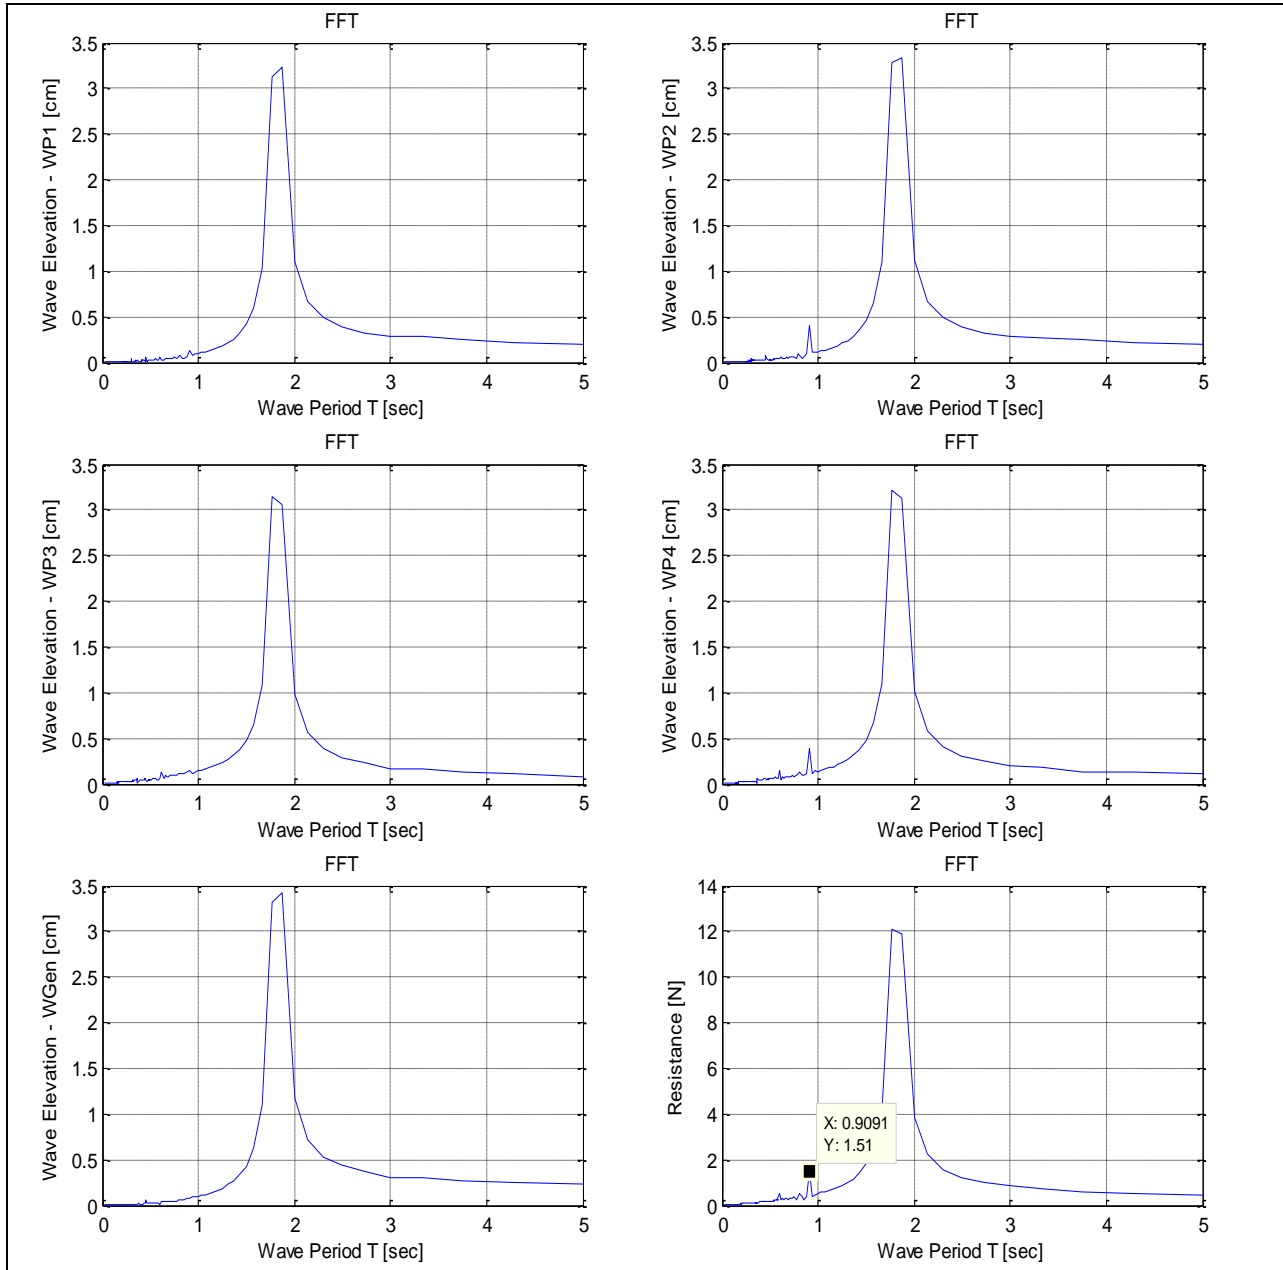 FFT
3.5
3
2.5
2
1.5
1
0.5
0
0 1 2 3 4 5
Wave Elevation - WP1 [cm]
Wave Period T [sec]
FFT
3.5
3
2.5
2
1.5
1
0.5
0
0 1 2 3 4 5
Wave Elevation - WP2 [cm]
Wave Period T [sec]
FFT
3.5
3
2.5
2
1.5
1
0.5
0
0 1 2 3 4 5
Wave Elevation - WP3 [cm]
Wave Period T [sec]
FFT
3.5
3
2.5
2
1.5
1
0.5
0
0 1 2 3 4 5
Wave Elevation - WP4 [cm]
Wave Period T [sec]
FFT
3.5
3
2.5
2
1.5
1
0.5
0
0 1 2 3 4 5
Wave Elevation - WGen [cm]
Wave Period T [sec]
FFT
14
12
10
8
6
4
2
0
0 1 2 3 4 5
Resistance [N]
X: 0.9091
Y: 1.51
Wave Period T [sec]